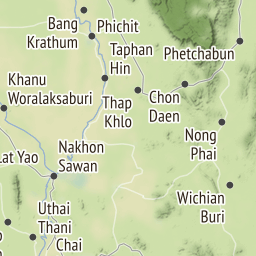 Bang
Krathum
Phichit
Taphan
Hin
Phetchabun
Khanu
Woralaksaburi
Thap
Khlo
Chon
Daen
Nong
Phai
Lat Yao
Nakhon
Sawan
Wichian
Buri
Uthai
Thani
Chai